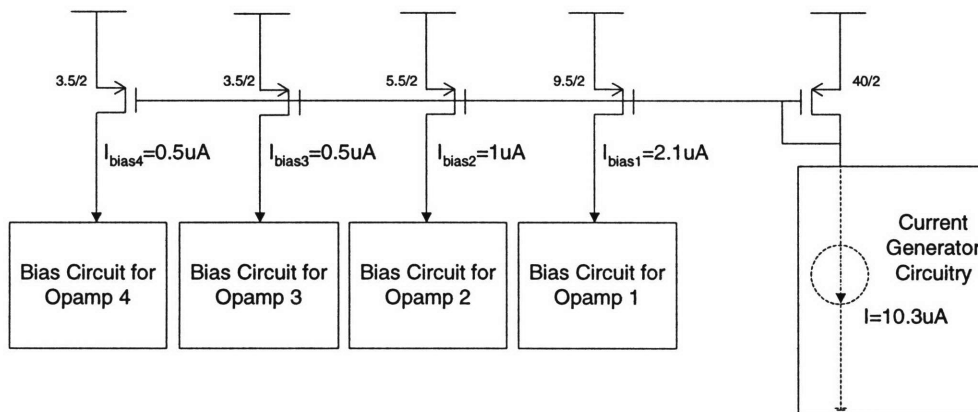 3.5/2
3.5/2
5.5/2
9.5/2
40/2
Ibias4=0.5uA
Ibias3=0.5uA
Ibias2=1uA
Ibias1=2.1uA
Bias Circuit for
Opamp 4
Bias Circuit for
Opamp 3
Bias Circuit for
Opamp 2
Bias Circuit for
Opamp 1
Current
Generator
Circuitry
I=10.3uA